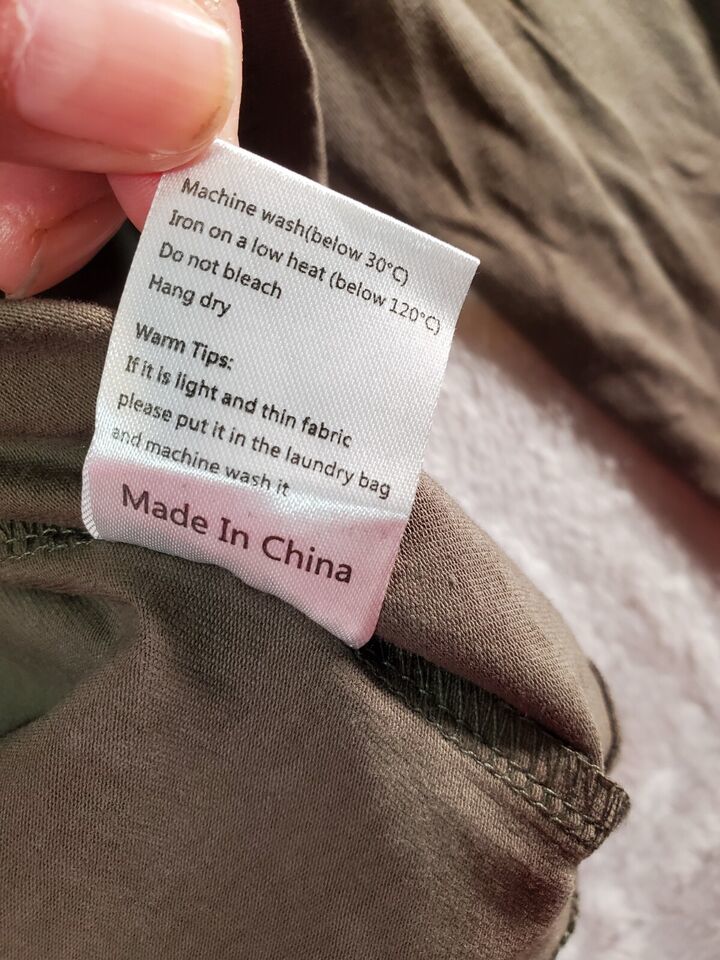 Machine wash(below 30°C)
Iron on a low heat (below 120°C)
Do not bleach
Hang dry
Warm Tips:
If it is light and thin fabric
please put it in the laundry bag
and machine wash it
Made In China